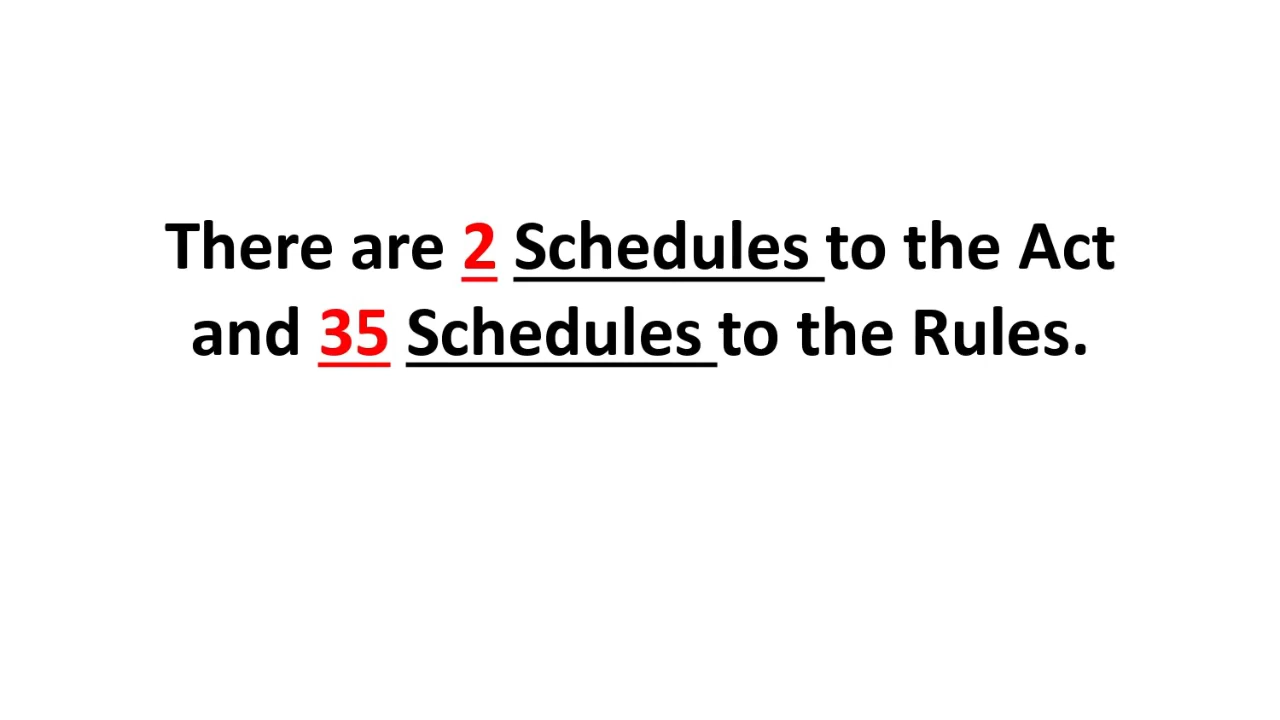 There are 2 Schedules to the Act
and 35 Schedules to the Rules.